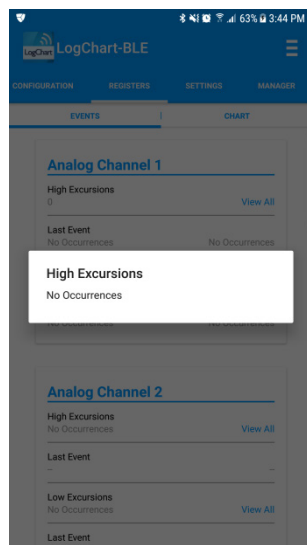 63% 3:44 PM
LogChart LogChart-BLE
CONFIGURATION REGISTERS SETTINGS MANAGER
EVENTS CHART
Analog Channel 1
High Excursions
0 View All
Last Event
No Occurrences No Occurrences
High Excursions
No Occurrences
No Occurrences No Occurrences
Analog Channel 2
High Excursions
No Occurrences View All
Last Event
-- --
Low Excursions
No Occurrences View All
Last Event